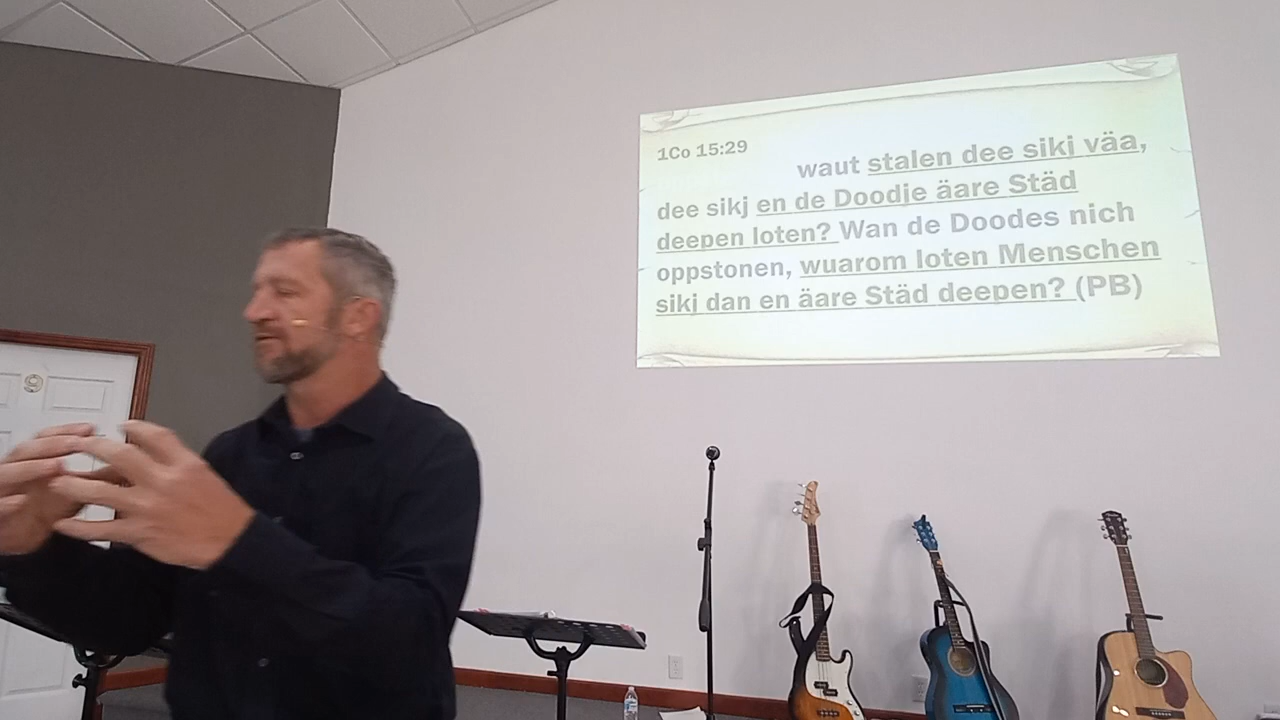 1Co 15:29
waut stalen dee sikj väa,
dee sikj en de Doodje äare Städ
deepen loten? Wan de Doodes nich
oppstonen, wuarom loten Menschen
sikj dan en äare Städ deepen? (PB)